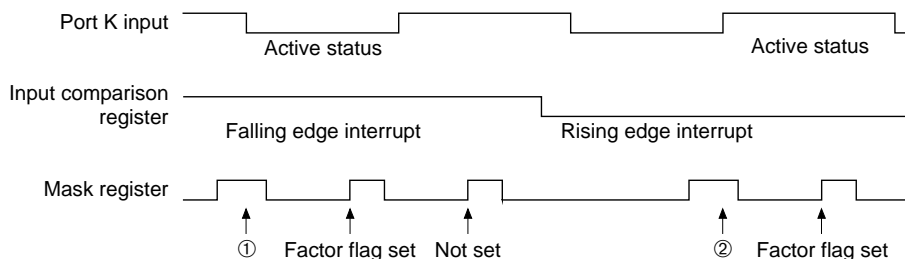 Port K input
Active status
Active status
Input comparison
register
Falling edge interrupt
Rising edge interrupt
Mask register
①
Factor flag set
Not set
②
Factor flag set